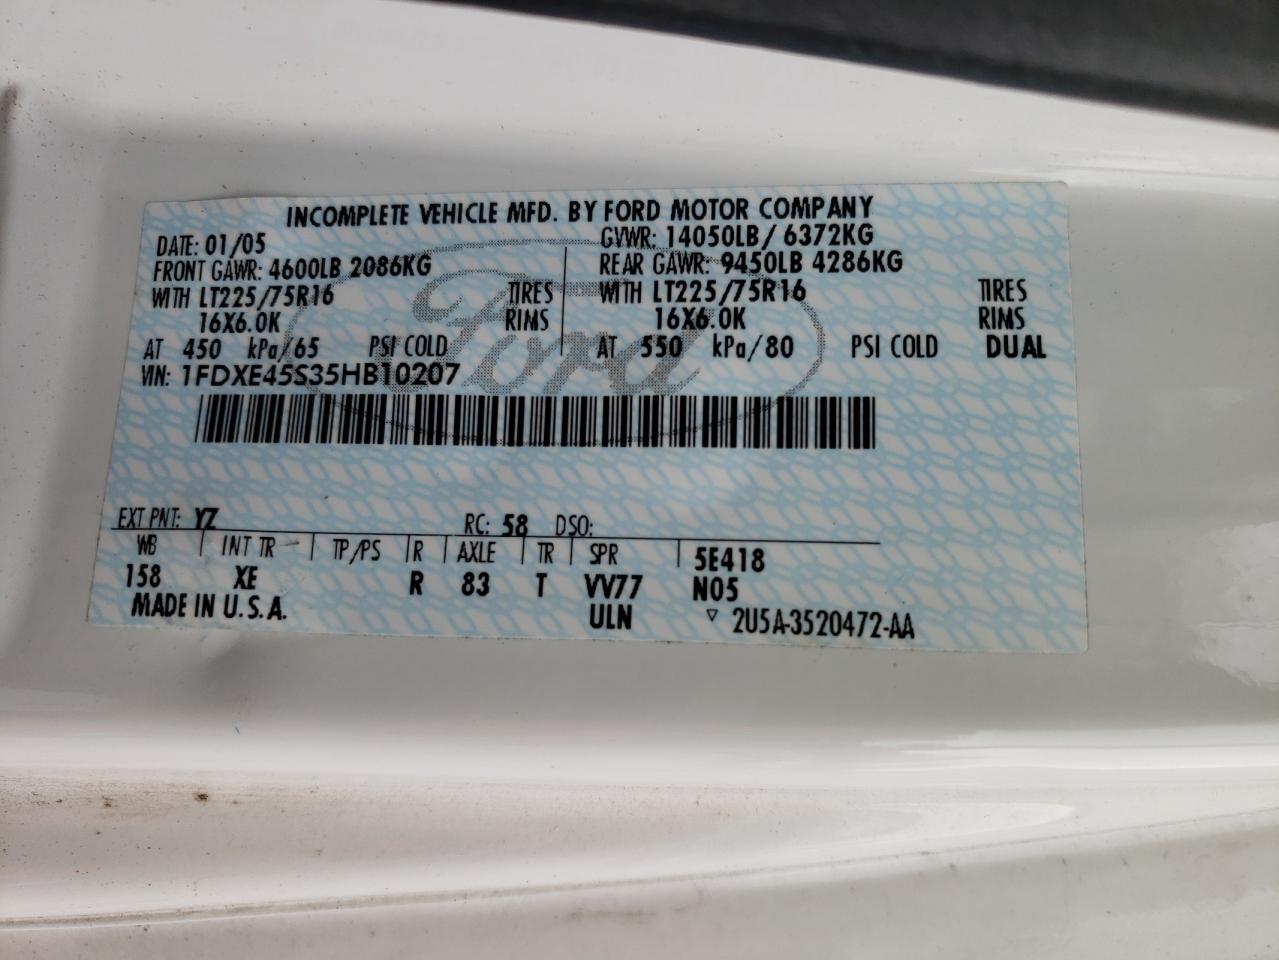 INCOMPLETE VEHICLE MFD. BY FORD MOTOR COMPANY
DATE: 01/05 GVWR: 14050LB/ 6372KG
FRONT GAWR: 4600LB 2086KG REAR GAWR: 9450LB 4286KG
WITH LT225/75R16 TIRES WITH LT225/75R16 TIRES
16X6.0K RIMS 16X6.0K RIMS
AT 450 kPa/65 PSI COLD AT 550 kPa/80 PSI COLD DUAL
VIN: 1FDXE45S35HB10207
Ford
EXT PNT: YZ RC: 58 DSO:
WB INT TR TP/PS R AXLE TR SPR 5E418
158 XE R 83 T VV77 N05
MADE IN U.S.A. ULN ▽ 2U5A-3520472-AA